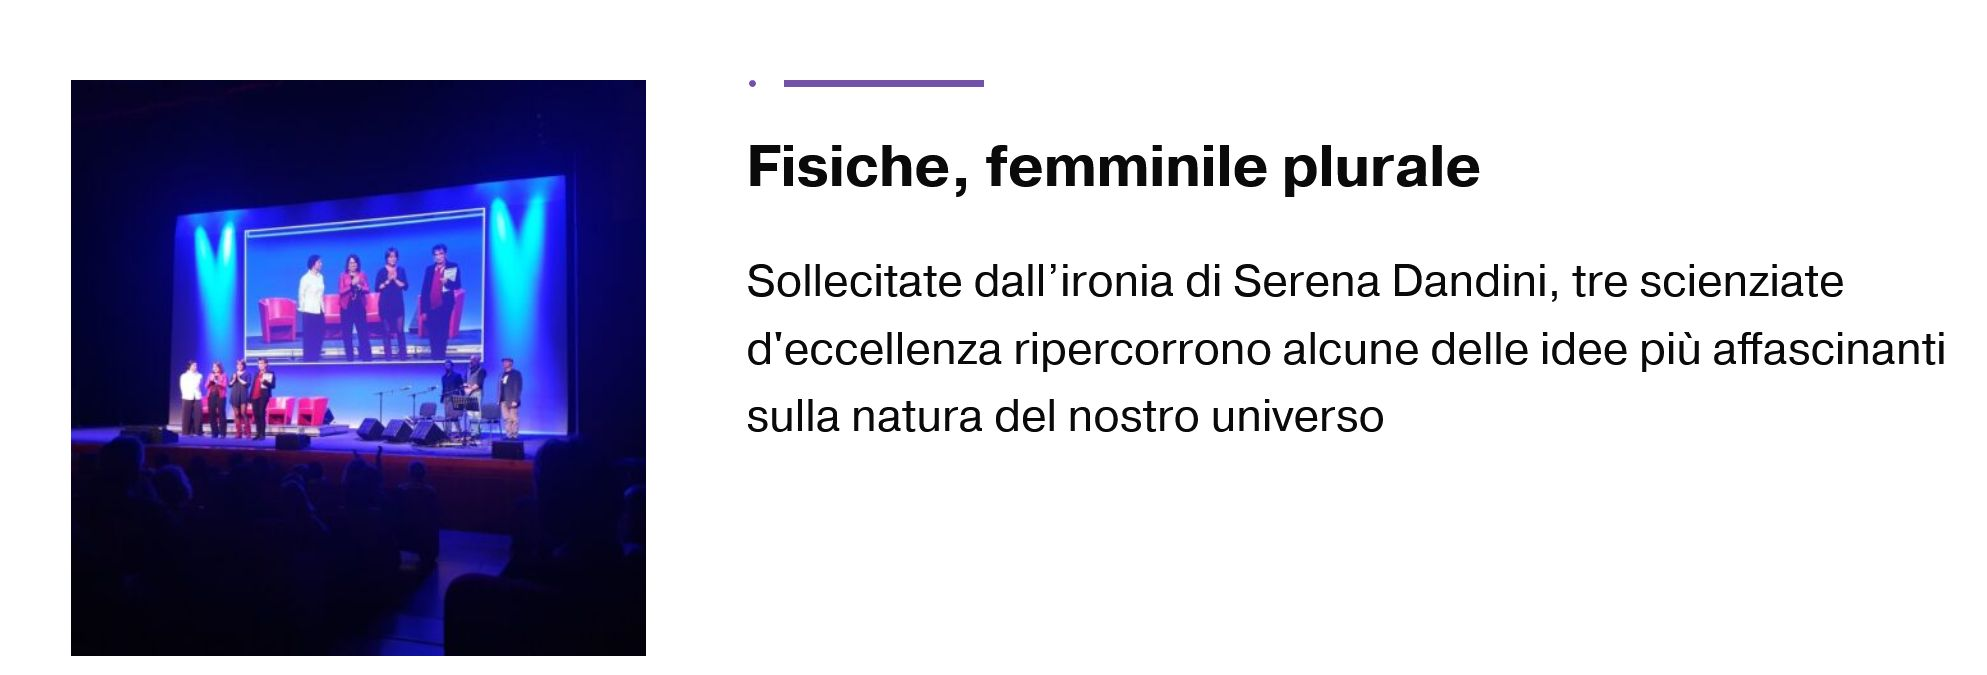 Fisiche, femminile plurale
Sollecitate dall’ironia di Serena Dandini, tre scienziate
d'eccellenza ripercorrono alcune delle idee più affascinanti
sulla natura del nostro universo